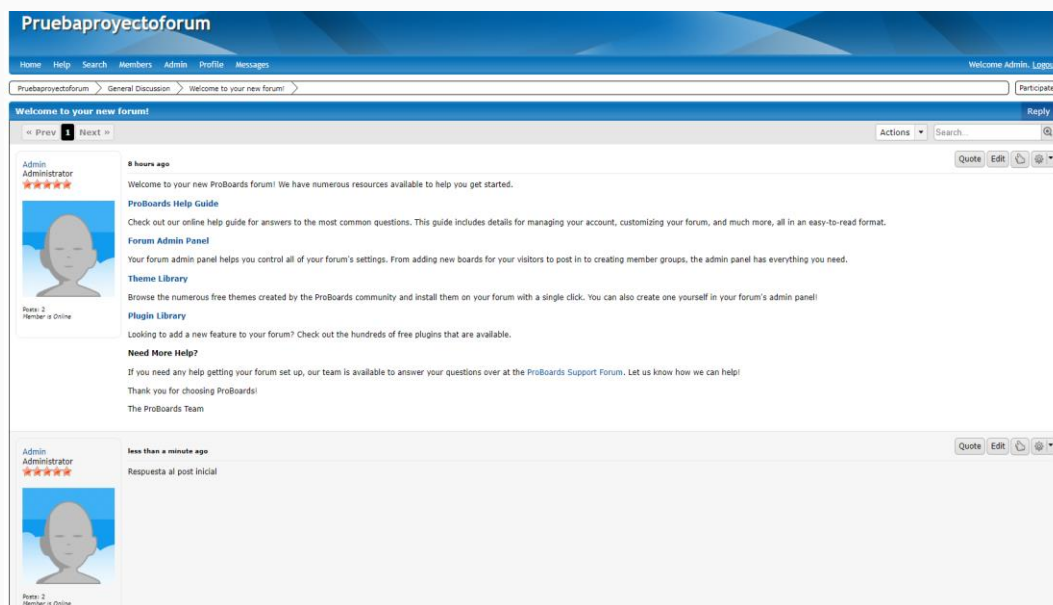 Pruebaproyectoforum
Home Help Search Members Admin Profile Messages
Welcome Admin. Logou
Pruebaproyectoforum General Discussion Welcome to your new forum!
Participate
Welcome to your new forum!
Reply
« Prev 1 Next »
Actions Search...
Admin
Administrator
8 hours ago
Quote Edit
Welcome to your new ProBoards forum! We have numerous resources available to help you get started.
ProBoards Help Guide
Check out our online help guide for answers to the most common questions. This guide includes details for managing your account, customizing your forum, and much more, all in an easy-to-read format.
Forum Admin Panel
Your forum admin panel helps you control all of your forum's settings. From adding new boards for your visitors to post in to creating member groups, the admin panel has everything you need.
Theme Library
Browse the numerous free themes created by the ProBoards community and install them on your forum with a single click. You can also create one yourself in your forum's admin panel!
Plugin Library
Looking to add a new feature to your forum? Check out the hundreds of free plugins that are available.
Need More Help?
If you need any help getting your forum set up, our team is available to answer your questions over at the ProBoards Support Forum. Let us know how we can help!
Thank you for choosing ProBoards!
The ProBoards Team
Posts: 2
Member is Online
Admin
Administrator
less than a minute ago
Quote Edit
Respuesta al post inicial
Posts: 2
Member is Online